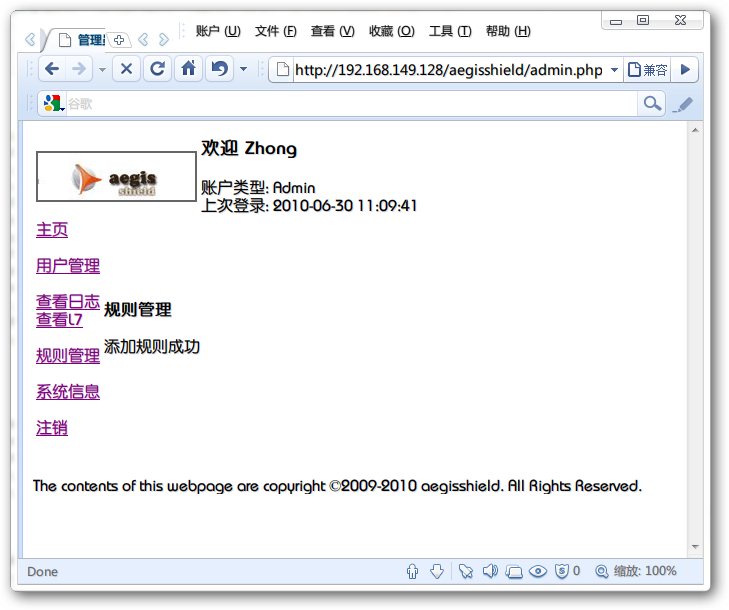 账户 (U) 文件 (F) 查看 (V) 收藏 (O) 工具 (T) 帮助 (H)
管理
http://192.168.149.128/aegisshield/admin.php 兼容
谷歌
aegis
shield
欢迎 Zhong
账户类型: Admin
上次登录: 2010-06-30 11:09:41
主页
用户管理
查看日志
查看L7
规则管理
系统信息
注销
规则管理
添加规则成功
The contents of this webpage are copyright ©2009-2010 aegisshield. All Rights Reserved.
Done 0 缩放: 100%